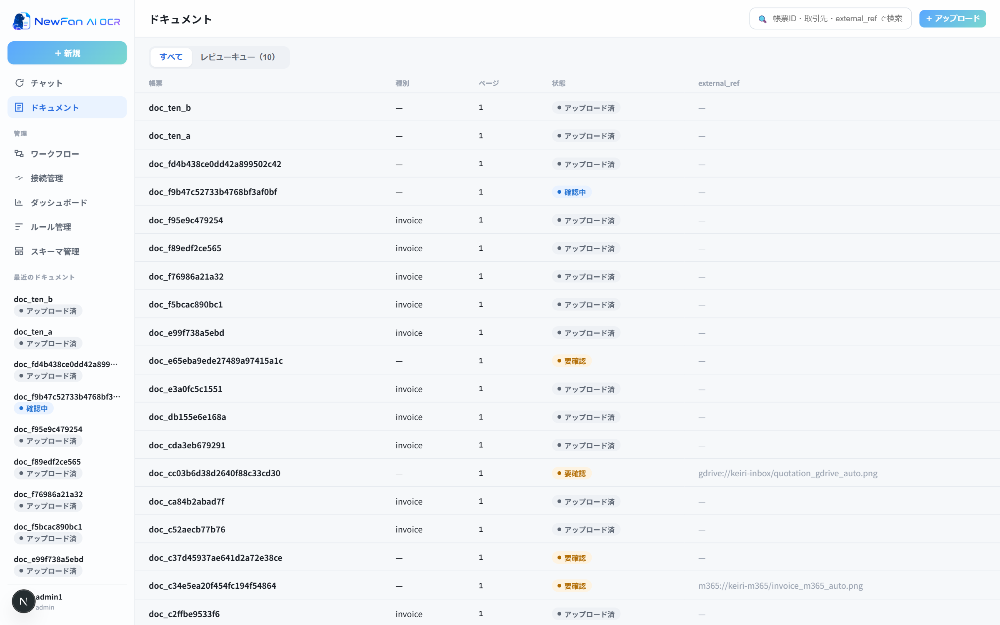 NewFan AI OCR
+ 新規
チャット
ドキュメント
管理
ワークフロー
接続管理
ダッシュボード
ルール管理
スキーマ管理
最近のドキュメント
doc_ten_b
アップロード済
doc_ten_a
アップロード済
doc_fd4b438ce0dd42a899…
アップロード済
doc_f9b47c52733b4768bf3…
確認中
doc_f95e9c479254
アップロード済
doc_f89edf2ce565
アップロード済
doc_f76986a21a32
アップロード済
doc_f5bcac890bc1
アップロード済
doc_e99f738a5ebd
アップロード済
N
admin1
admin
ドキュメント
帳票ID・取引先・external_ref で検索
+ アップロード
すべて レビューキュー（10）
帳票 種別 ページ 状態 external_ref
doc_ten_b — 1 アップロード済 —
doc_ten_a — 1 アップロード済 —
doc_fd4b438ce0dd42a899502c42 — 1 アップロード済 —
doc_f9b47c52733b4768bf3af0bf — 1 確認中 —
doc_f95e9c479254 invoice 1 アップロード済 —
doc_f89edf2ce565 invoice 1 アップロード済 —
doc_f76986a21a32 invoice 1 アップロード済 —
doc_f5bcac890bc1 invoice 1 アップロード済 —
doc_e99f738a5ebd invoice 1 アップロード済 —
doc_e65eba9ede27489a97415a1c — 1 要確認 —
doc_e3a0fc5c1551 invoice 1 アップロード済 —
doc_db155e6e168a invoice 1 アップロード済 —
doc_cda3eb679291 invoice 1 アップロード済 —
doc_cc03b6d38d2640f88c33cd30 — 1 要確認 gdrive://keiri-inbox/quotation_gdrive_auto.png
doc_ca84b2abad7f invoice 1 アップロード済 —
doc_c52aecb77b76 invoice 1 アップロード済 —
doc_c37d45937ae641d2a72e38ce — 1 要確認 —
doc_c34e5ea20f454fc194f54864 — 1 要確認 m365://keiri-m365/invoice_m365_auto.png
doc_c2ffbe9533f6 invoice 1 アップロード済 —